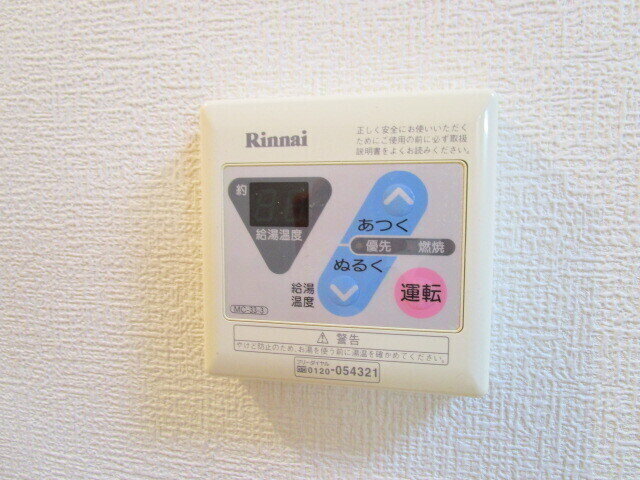 Rinnai
正しく安全にお使いいただく
ためにご使用の前に必ず取扱
説明書をよくお読みください。
約
給湯温度
あつく
優先 燃焼
ぬるく
給湯
温度
運転
MC-33-3
⚠ 警告
やけど防止のため、お湯を使う前に湯温を確かめてください。
フリーダイヤル
0120-054321